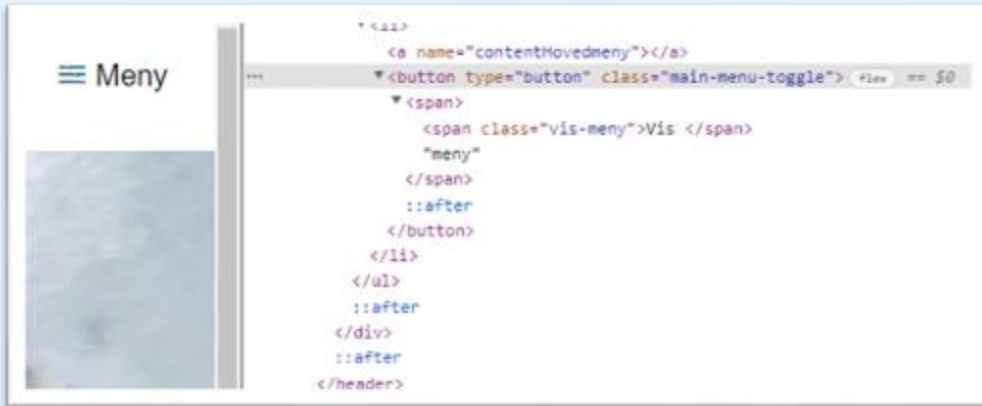 Meny
▼<li>
<a name="contentHovedmeny"></a>
... ▼<button type="button" class="main-menu-toggle"> flex == $0
▼<span>
<span class="vis-meny">Vis </span>
"meny"
</span>
::after
</button>
</li>
</ul>
::after
</div>
::after
</header>